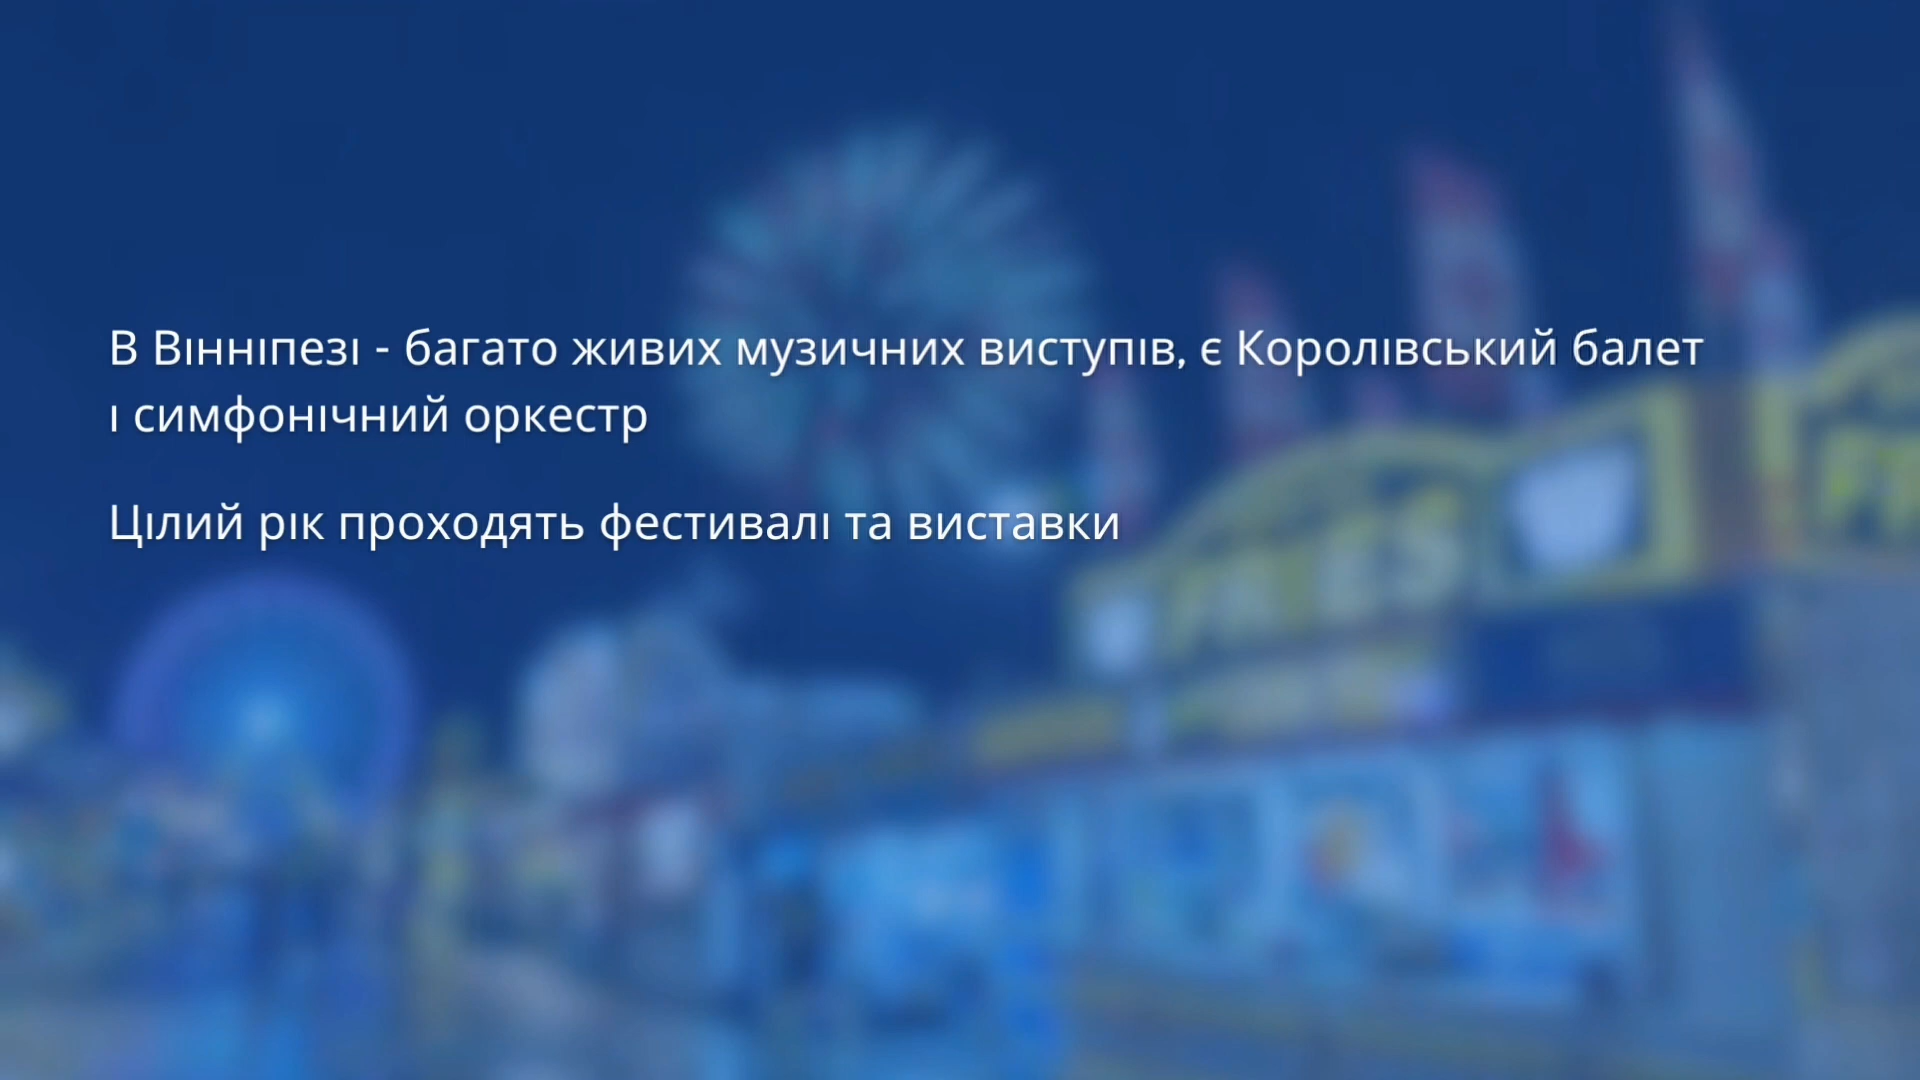 В Вінніпезі - багато живих музичних виступів, є Королівський балет
і симфонічний оркестр
Цілий рік проходять фестивалі та виставки